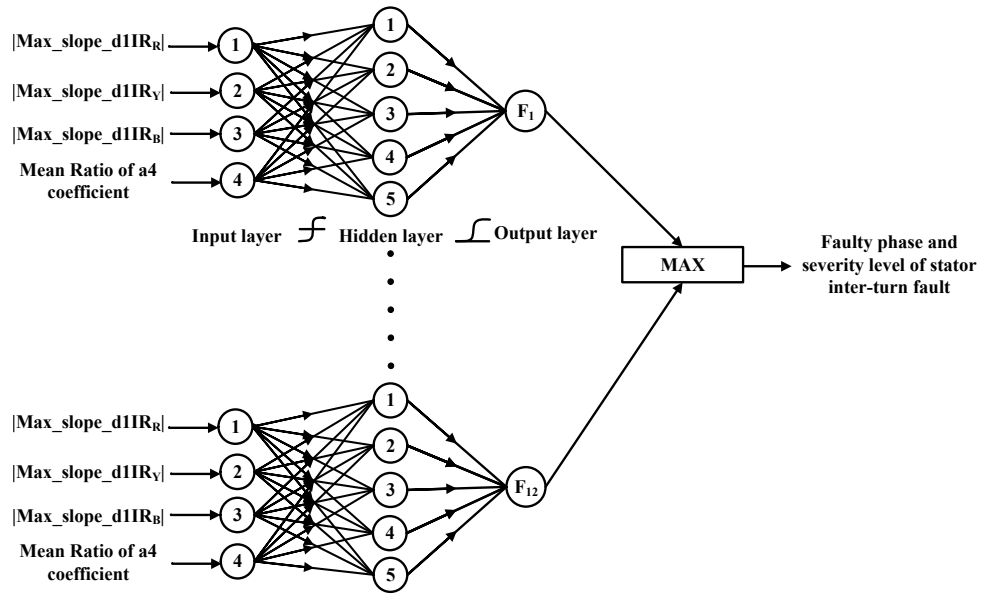 |Max_slope_d1IR_R|
|Max_slope_d1IR_Y|
|Max_slope_d1IR_B|
Mean Ratio of a4
coefficient
1
2
3
4
1
2
3
4
5
F1
Input layer
Hidden layer
Output layer
MAX
Faulty phase and
severity level of stator
inter-turn fault
|Max_slope_d1IR_R|
|Max_slope_d1IR_Y|
|Max_slope_d1IR_B|
Mean Ratio of a4
coefficient
1
2
3
4
1
2
3
4
5
F12